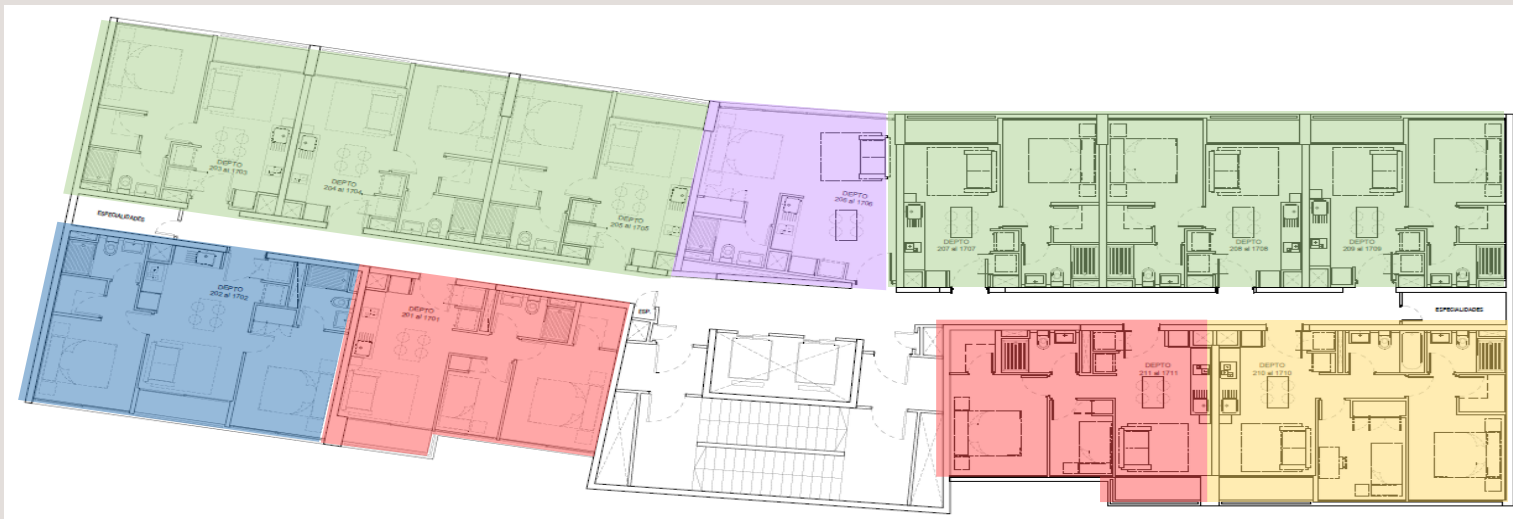 DEPTO
203 al 1703
DEPTO
204 al 1704
DEPTO
205 al 1705
DEPTO
206 al 1706
DEPTO
207 al 1707
DEPTO
208 al 1708
DEPTO
209 al 1709
ESPECIALIDADES
DEPTO
202 al 1702
DEPTO
201 al 1701
ESP.
ESPECIALIDADES
DEPTO
211 al 1711
DEPTO
210 al 1710